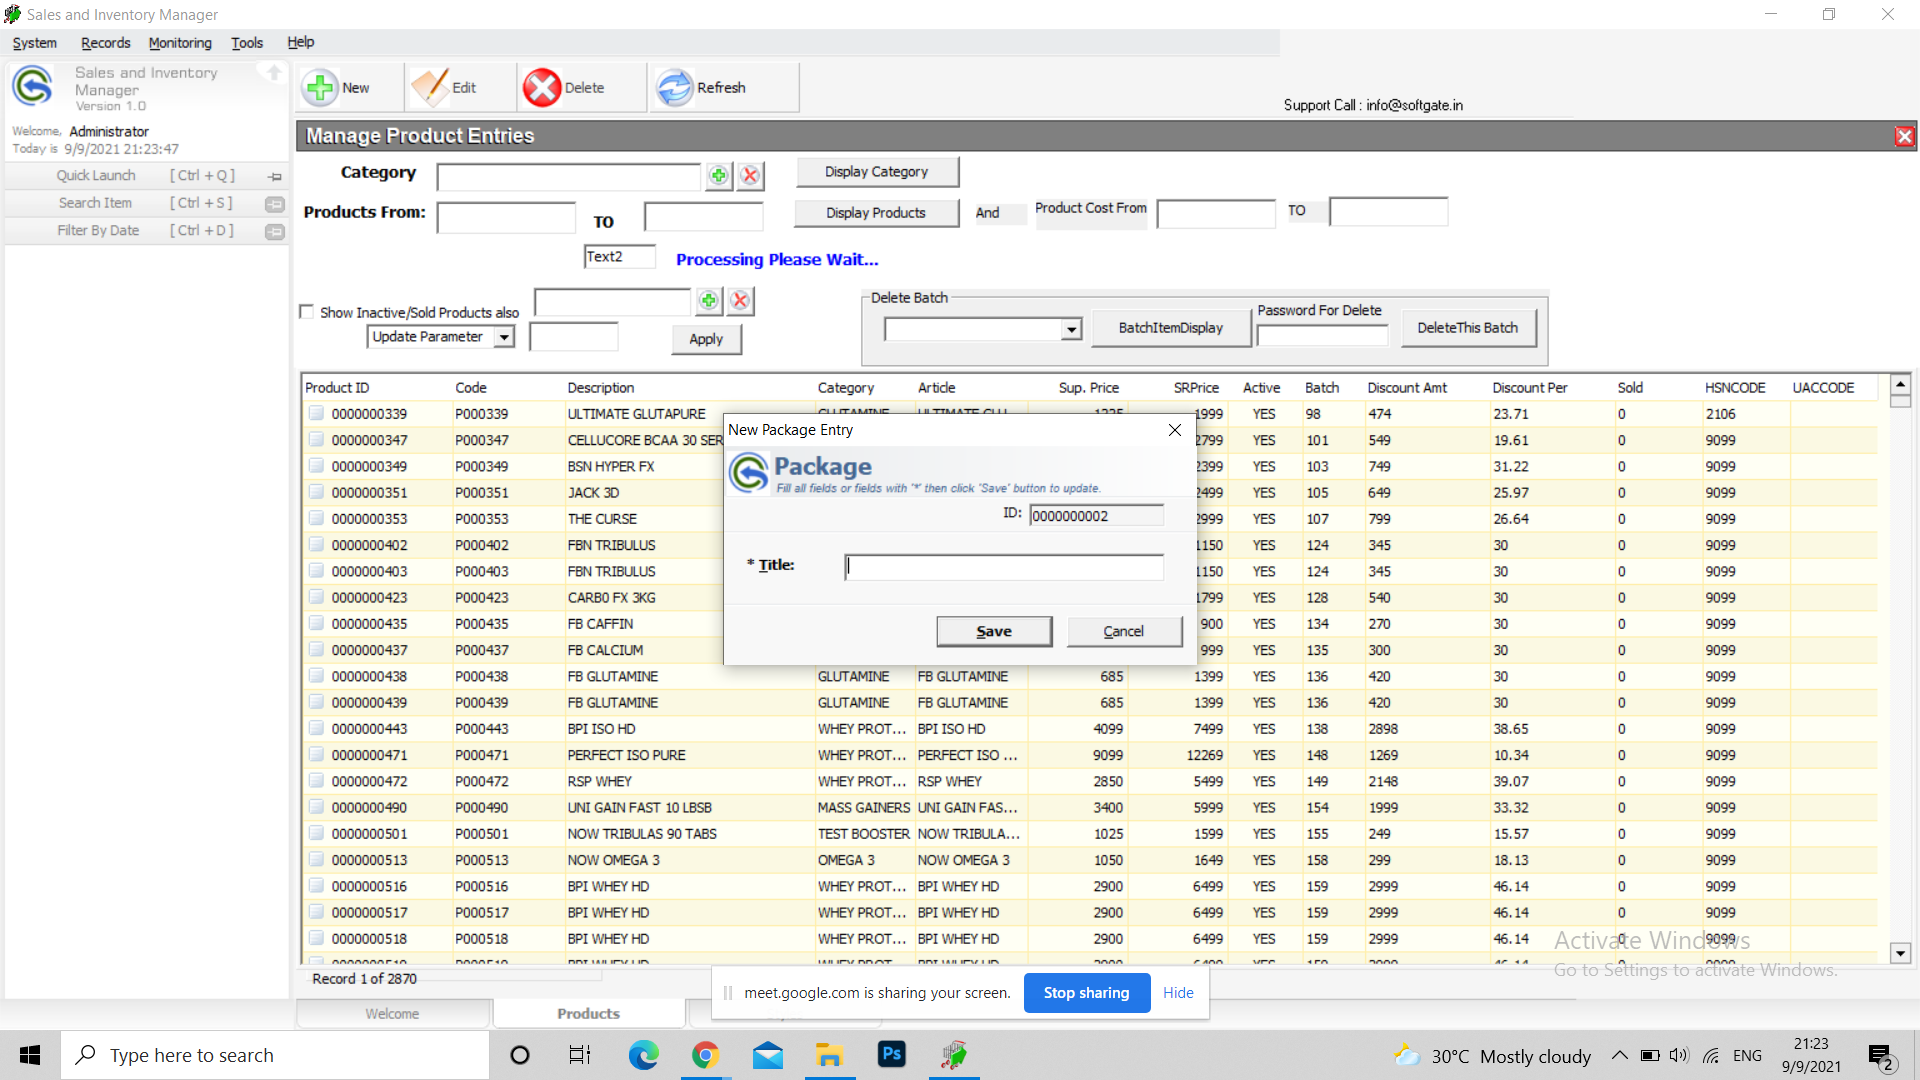 Sales and Inventory Manager
System Records Monitoring Tools Help
Sales and Inventory
Manager
Version 1.0
Welcome, Administrator
Today is 9/9/2021 21:23:47
Quick Launch [ Ctrl + Q ]
Search Item [ Ctrl + S ]
Filter By Date [ Ctrl + D ]
New Edit Delete Refresh
Support Call : info@softgate.in
Manage Product Entries
Category Display Category
Products From: TO Display Products And Product Cost From TO
Text2 Processing Please Wait...
Show Inactive/Sold Products also
Update Parameter Apply
Delete Batch
BatchItemDisplay Password For Delete DeleteThis Batch
Product ID Code Description Category Article Sup. Price SRPrice Active Batch Discount Amt Discount Per Sold HSNCODE UACCODE
0000000339 P000339 ULTIMATE GLUTAPURE GLUTAMINE ULTIMATE GLU... 1225 1999 YES 98 474 23.71 0 2106
0000000347 P000347 CELLUCORE BCAA 30 SER 2799 YES 101 549 19.61 0 9099
0000000349 P000349 BSN HYPER FX 2399 YES 103 749 31.22 0 9099
0000000351 P000351 JACK 3D 2499 YES 105 649 25.97 0 9099
0000000353 P000353 THE CURSE 2999 YES 107 799 26.64 0 9099
0000000402 P000402 FBN TRIBULUS 1150 YES 124 345 30 0 9099
0000000403 P000403 FBN TRIBULUS 1150 YES 124 345 30 0 9099
0000000423 P000423 CARBO FX 3KG 1799 YES 128 540 30 0 9099
0000000435 P000435 FB CAFFIN 900 YES 134 270 30 0 9099
0000000437 P000437 FB CALCIUM 999 YES 135 300 30 0 9099
0000000438 P000438 FB GLUTAMINE GLUTAMINE FB GLUTAMINE 685 1399 YES 136 420 30 0 9099
0000000439 P000439 FB GLUTAMINE GLUTAMINE FB GLUTAMINE 685 1399 YES 136 420 30 0 9099
0000000443 P000443 BPI ISO HD WHEY PROT... BPI ISO HD 4099 7499 YES 138 2898 38.65 0 9099
0000000471 P000471 PERFECT ISO PURE WHEY PROT... PERFECT ISO ... 9099 12269 YES 148 1269 10.34 0 9099
0000000472 P000472 RSP WHEY WHEY PROT... RSP WHEY 2850 5499 YES 149 2148 39.07 0 9099
0000000490 P000490 UNI GAIN FAST 10 LBSB MASS GAINERS UNI GAIN FAS... 3400 5999 YES 154 1999 33.32 0 9099
0000000501 P000501 NOW TRIBULAS 90 TABS TEST BOOSTER NOW TRIBULA... 1025 1599 YES 155 249 15.57 0 9099
0000000513 P000513 NOW OMEGA 3 OMEGA 3 NOW OMEGA 3 1050 1649 YES 158 299 18.13 0 9099
0000000516 P000516 BPI WHEY HD WHEY PROT... BPI WHEY HD 2900 6499 YES 159 2999 46.14 0 9099
0000000517 P000517 BPI WHEY HD WHEY PROT... BPI WHEY HD 2900 6499 YES 159 2999 46.14 0 9099
0000000518 P000518 BPI WHEY HD WHEY PROT... BPI WHEY HD 2900 6499 YES 159 2999 46.14 0 9099
New Package Entry
Package
Fill all fields or fields with '*' then click 'Save' button to update.
ID: 0000000002
* Title:
Save Cancel
Activate Windows
Go to Settings to activate Windows.
Record 1 of 2870
meet.google.com is sharing your screen. Stop sharing Hide
Welcome Products
Type here to search
Ps
30°C Mostly cloudy ENG
21:23
9/9/2021
2